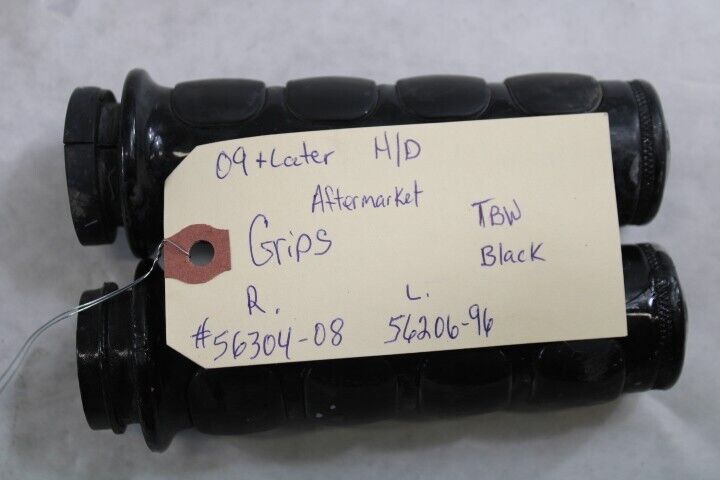 09 + Later H/D
Aftermarket
Grips TBW
Black
R. L.
#56304-08 56206-96